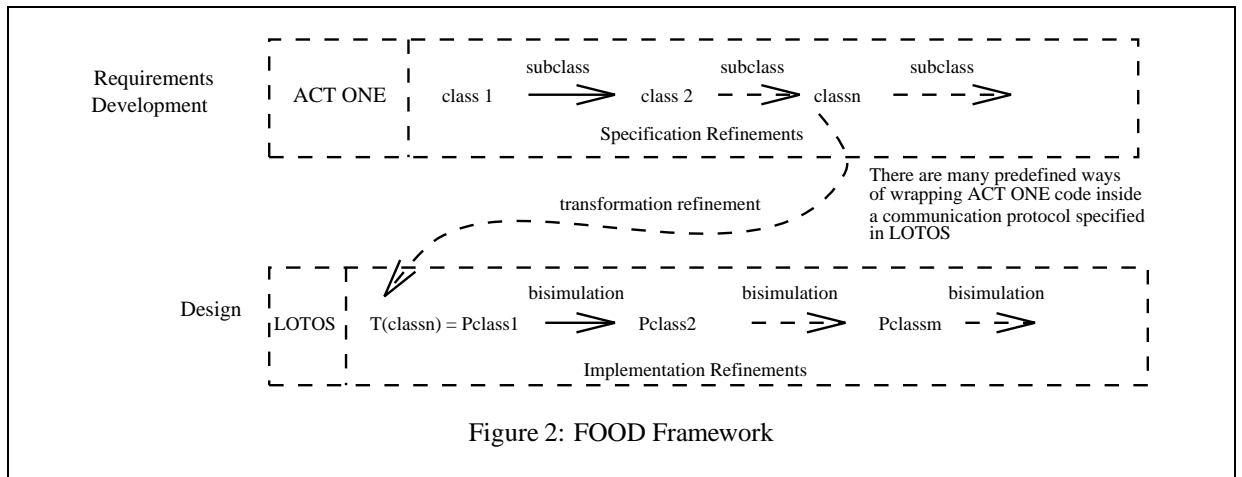 Requirements
Development
ACT ONE
subclass
subclass
subclass
class 1
class 2
classn
Specification Refinements
There are many predefined ways
of wrapping ACT ONE code inside
a communication protocol specified
in LOTOS
transformation refinement
Design
LOTOS
bisimulation
bisimulation
bisimulation
T(classn) = Pclass1
Pclass2
Pclassm
Implementation Refinements
Figure 2: FOOD Framework